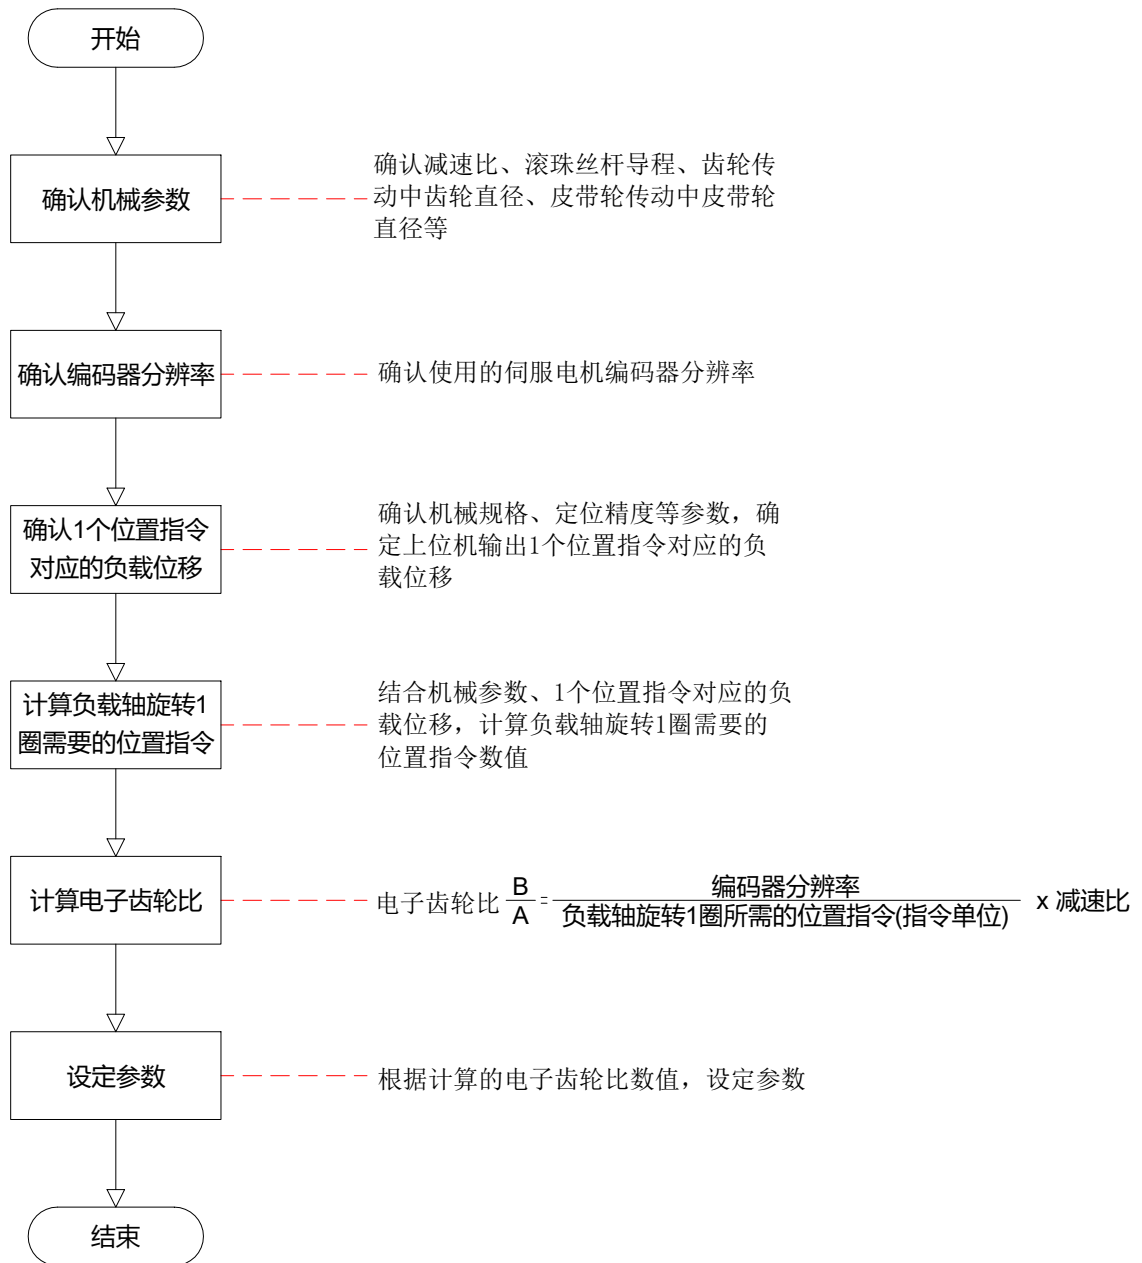 开始
确认机械参数
确认减速比、滚珠丝杆导程、齿轮传
动中齿轮直径、皮带轮传动中皮带轮
直径等
确认编码器分辨率
确认使用的伺服电机编码器分辨率
确认1个位置指令
对应的负载位移
确认机械规格、定位精度等参数，确
定上位机输出1个位置指令对应的负
载位移
计算负载轴旋转1
圈需要的位置指令
结合机械参数、1个位置指令对应的负
载位移，计算负载轴旋转1圈需要的
位置指令数值
计算电子齿轮比
电子齿轮比 B/A = 编码器分辨率/负载轴旋转1圈所需的位置指令(指令单位) x 减速比
设定参数
根据计算的电子齿轮比数值，设定参数
结束